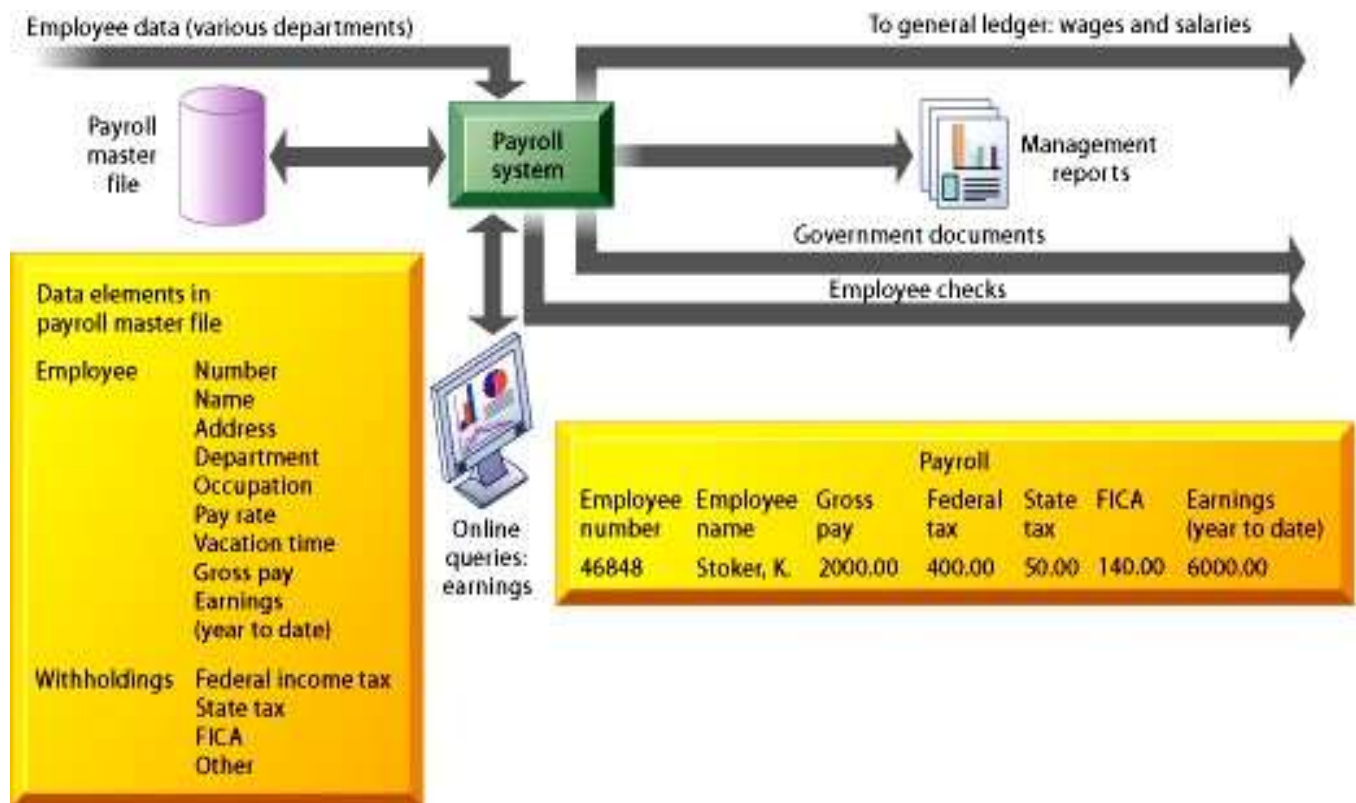 Employee data (various departments)
To general ledger: wages and salaries
Payroll
master
file
Payroll
system
Management
reports
Government documents
Employee checks
Data elements in
payroll master file
Employee Number
Name
Address
Department
Occupation
Pay rate
Vacation time
Gross pay
Earnings
(year to date)
Withholdings Federal income tax
State tax
FICA
Other
Online
queries:
earnings
Payroll
Employee Employee Gross Federal State FICA Earnings
number name pay tax tax (year to date)
46848 Stoker, K. 2000.00 400.00 50.00 140.00 6000.00